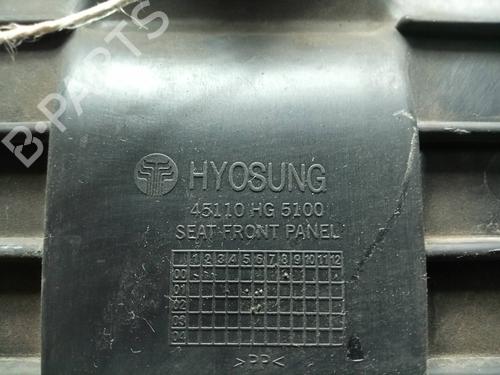 B-PARTS
HYOSUNG
45110 HG 5100
SEAT FRONT PANEL
1 2 3 4 5 6 7 8 9 10 11 12
00
01
02
03
04
>PP<